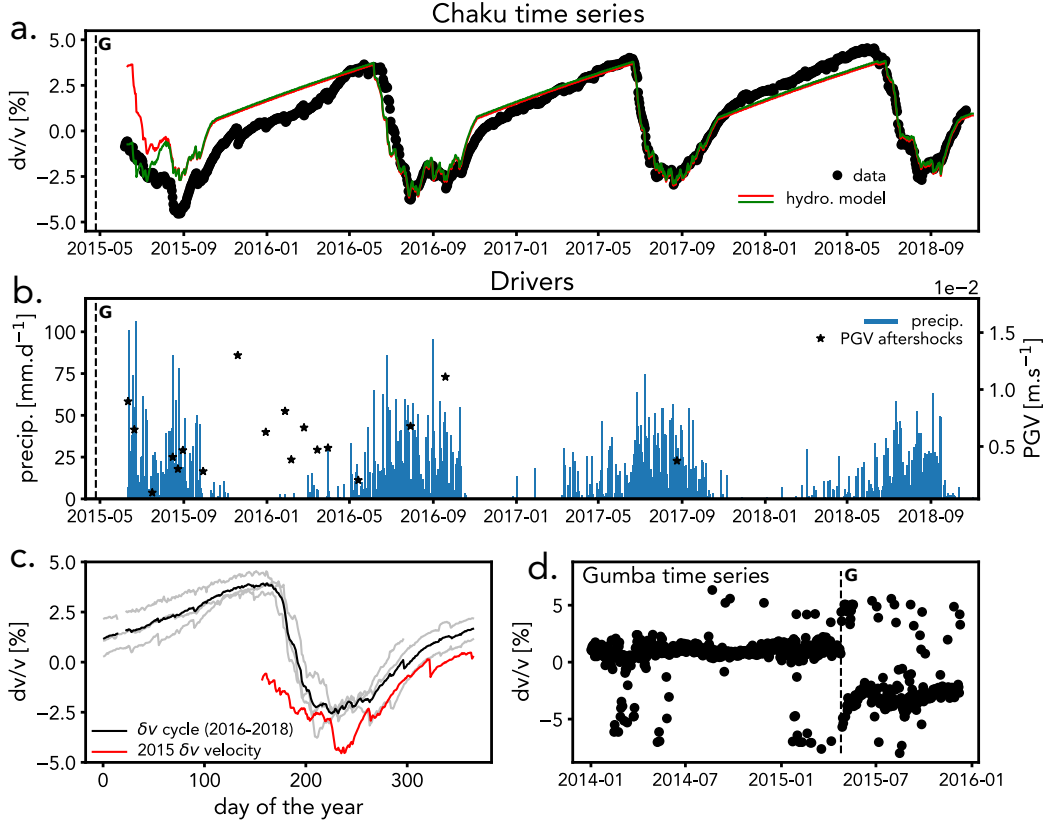 Chaku time series
a.
G
5.0
2.5
0.0
−2.5
−5.0
dv/v [%]
data
hydro. model
2015-05 2015-09 2016-01 2016-05 2016-09 2017-01 2017-05 2017-09 2018-01 2018-05 2018-09
b.
Drivers
1e−2
G
100
75
50
25
0
precip. [mm.d−1]
precip.
PGV aftershocks
1.5
1.0
0.5
PGV [m.s−1]
2015-05 2015-09 2016-01 2016-05 2016-09 2017-01 2017-05 2017-09 2018-01 2018-05 2018-09
c.
5.0
2.5
0.0
−2.5
−5.0
dv/v [%]
δv cycle (2016-2018)
2015 δv velocity
0 100 200 300
day of the year
d.
Gumba time series
G
5
0
−5
dv/v [%]
2014-01 2014-07 2015-01 2015-07 2016-01